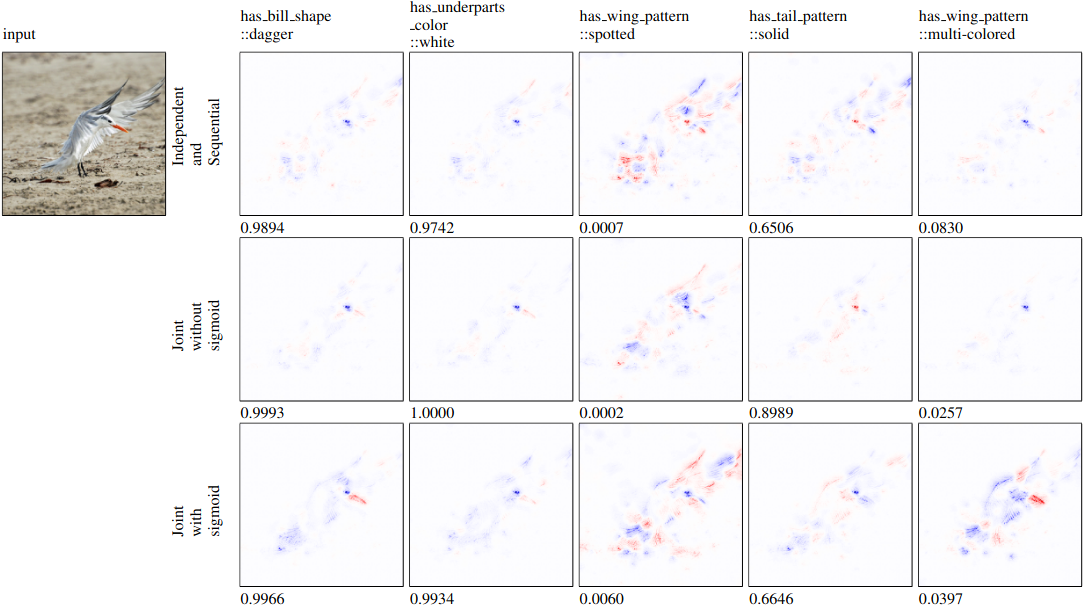 input
has_bill_shape
::dagger
has_underparts
_color
::white
has_wing_pattern
::spotted
has_tail_pattern
::solid
has_wing_pattern
::multi-colored
Independent
and
Sequential
0.9894
0.9742
0.0007
0.6506
0.0830
Joint
without
sigmoid
0.9993
1.0000
0.0002
0.8989
0.0257
Joint
with
sigmoid
0.9966
0.9934
0.0060
0.6646
0.0397